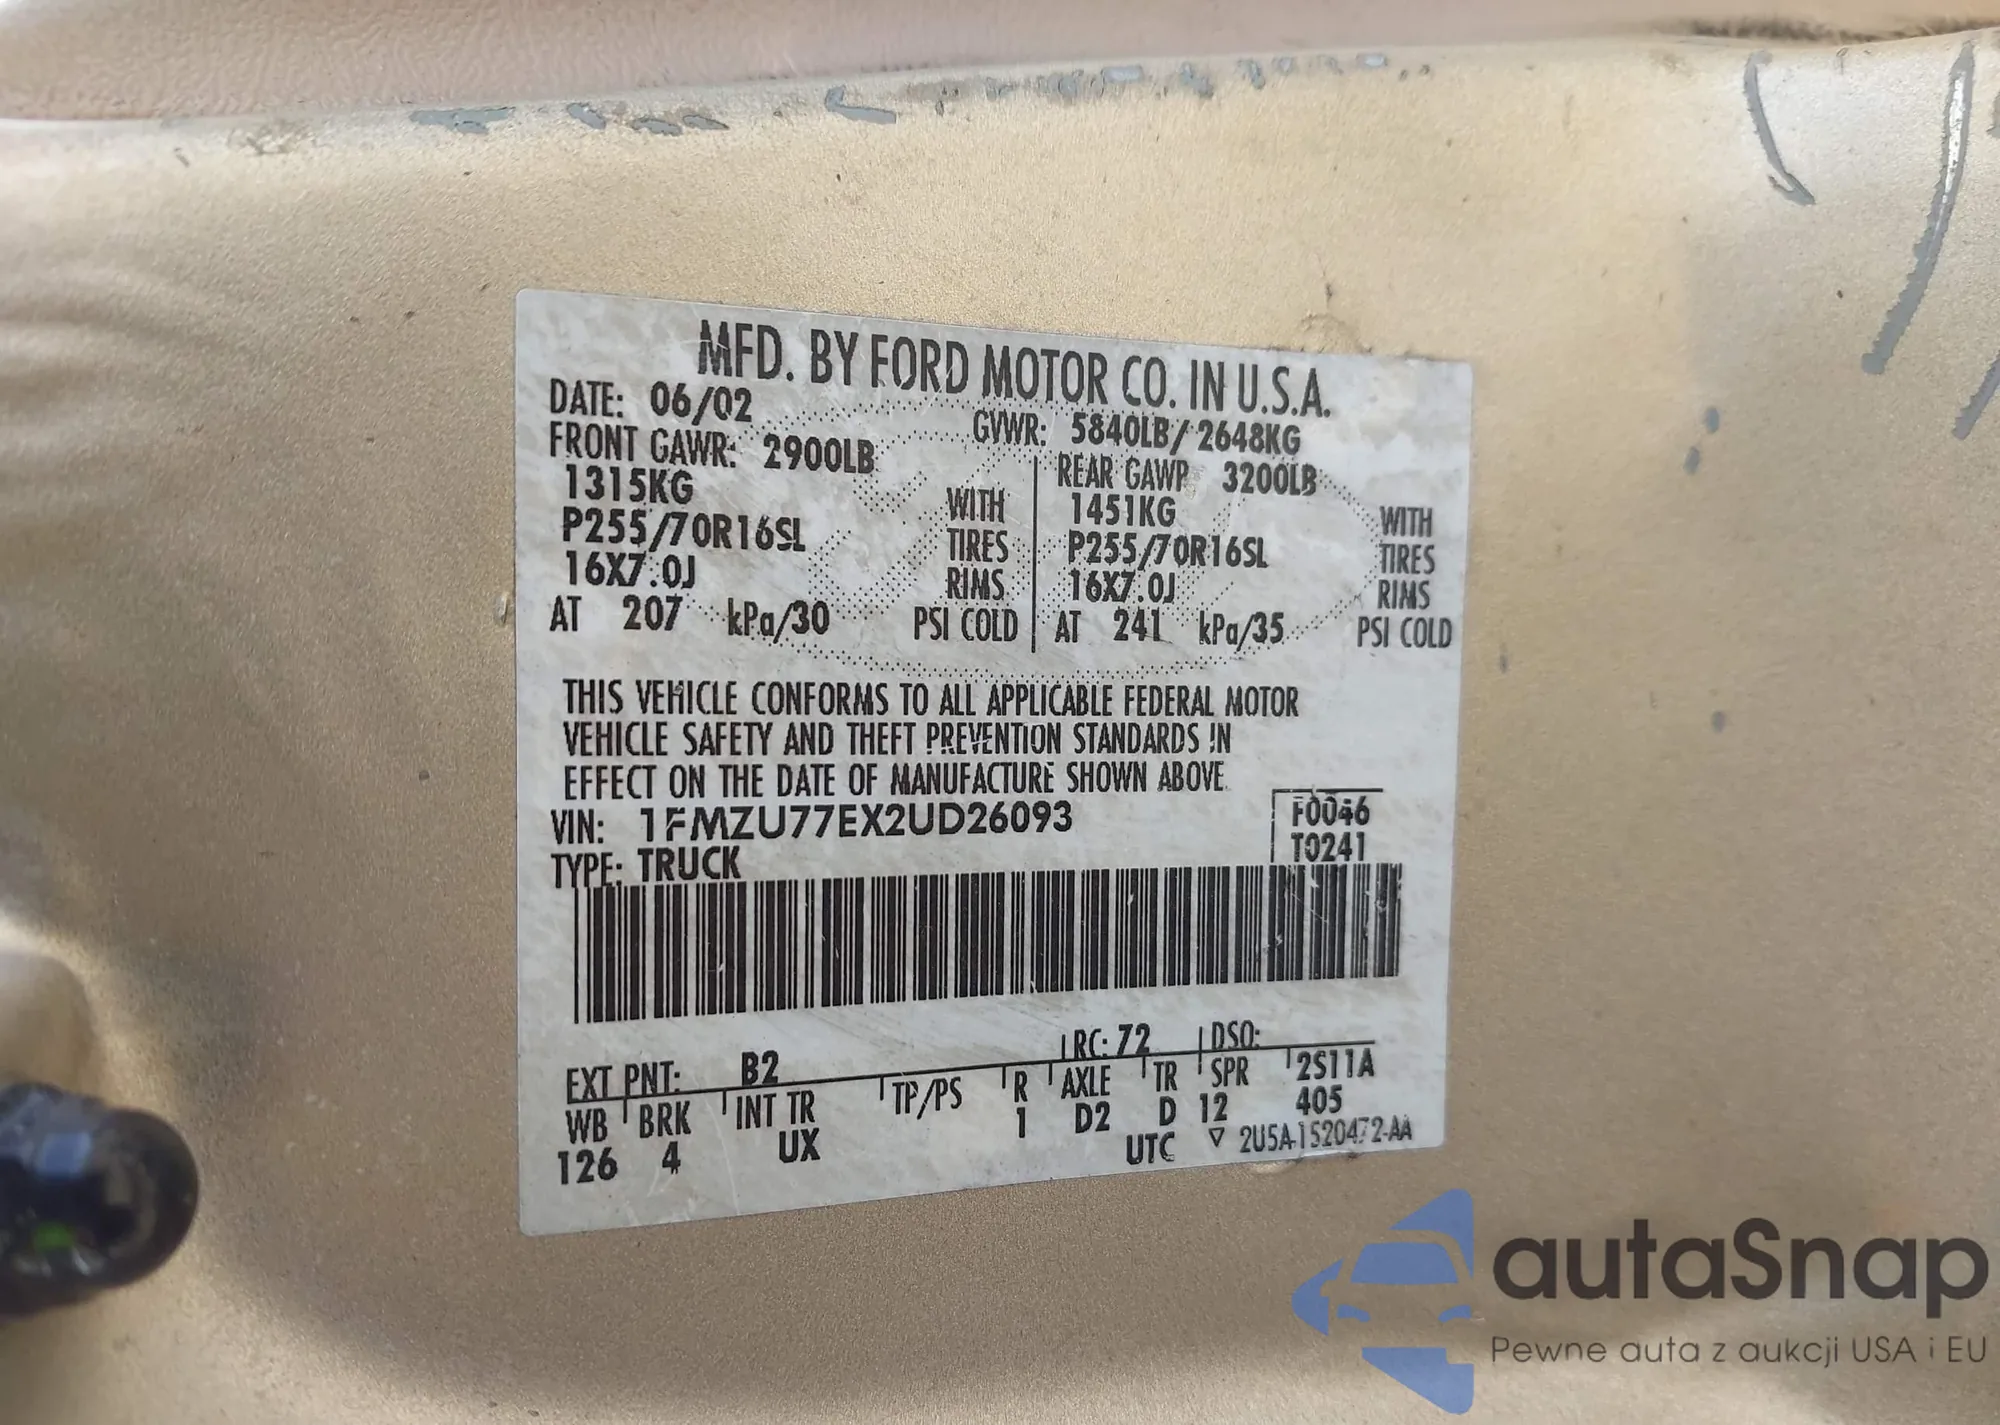 MFD. BY FORD MOTOR CO. IN U.S.A.
DATE: 06/02
GVWR: 5840LB/ 2648KG
FRONT GAWR: 2900LB
REAR GAWR 3200LB
1315KG WITH
1451KG WITH
P255/70R16SL TIRES
P255/70R16SL TIRES
16X7.0J RIMS
16X7.0J RIMS
AT 207 kPa/30 PSI COLD
AT 241 kPa/35 PSI COLD
THIS VEHICLE CONFORMS TO ALL APPLICABLE FEDERAL MOTOR
VEHICLE SAFETY AND THEFT PREVENTION STANDARDS IN
EFFECT ON THE DATE OF MANUFACTURE SHOWN ABOVE.
VIN: 1FMZU77EX2UD26093
F0046
TYPE: TRUCK
T0241
EXT PNT: B2 RC: 72 DSO:
WB BRK INT TR TP/PS R AXLE TR SPR 2S11A
126 4 UX 1 D2 D 12 405
UTC ▽ 2U5A-1520472-AA
autaSnap
Pewne auta z aukcji USA i EU